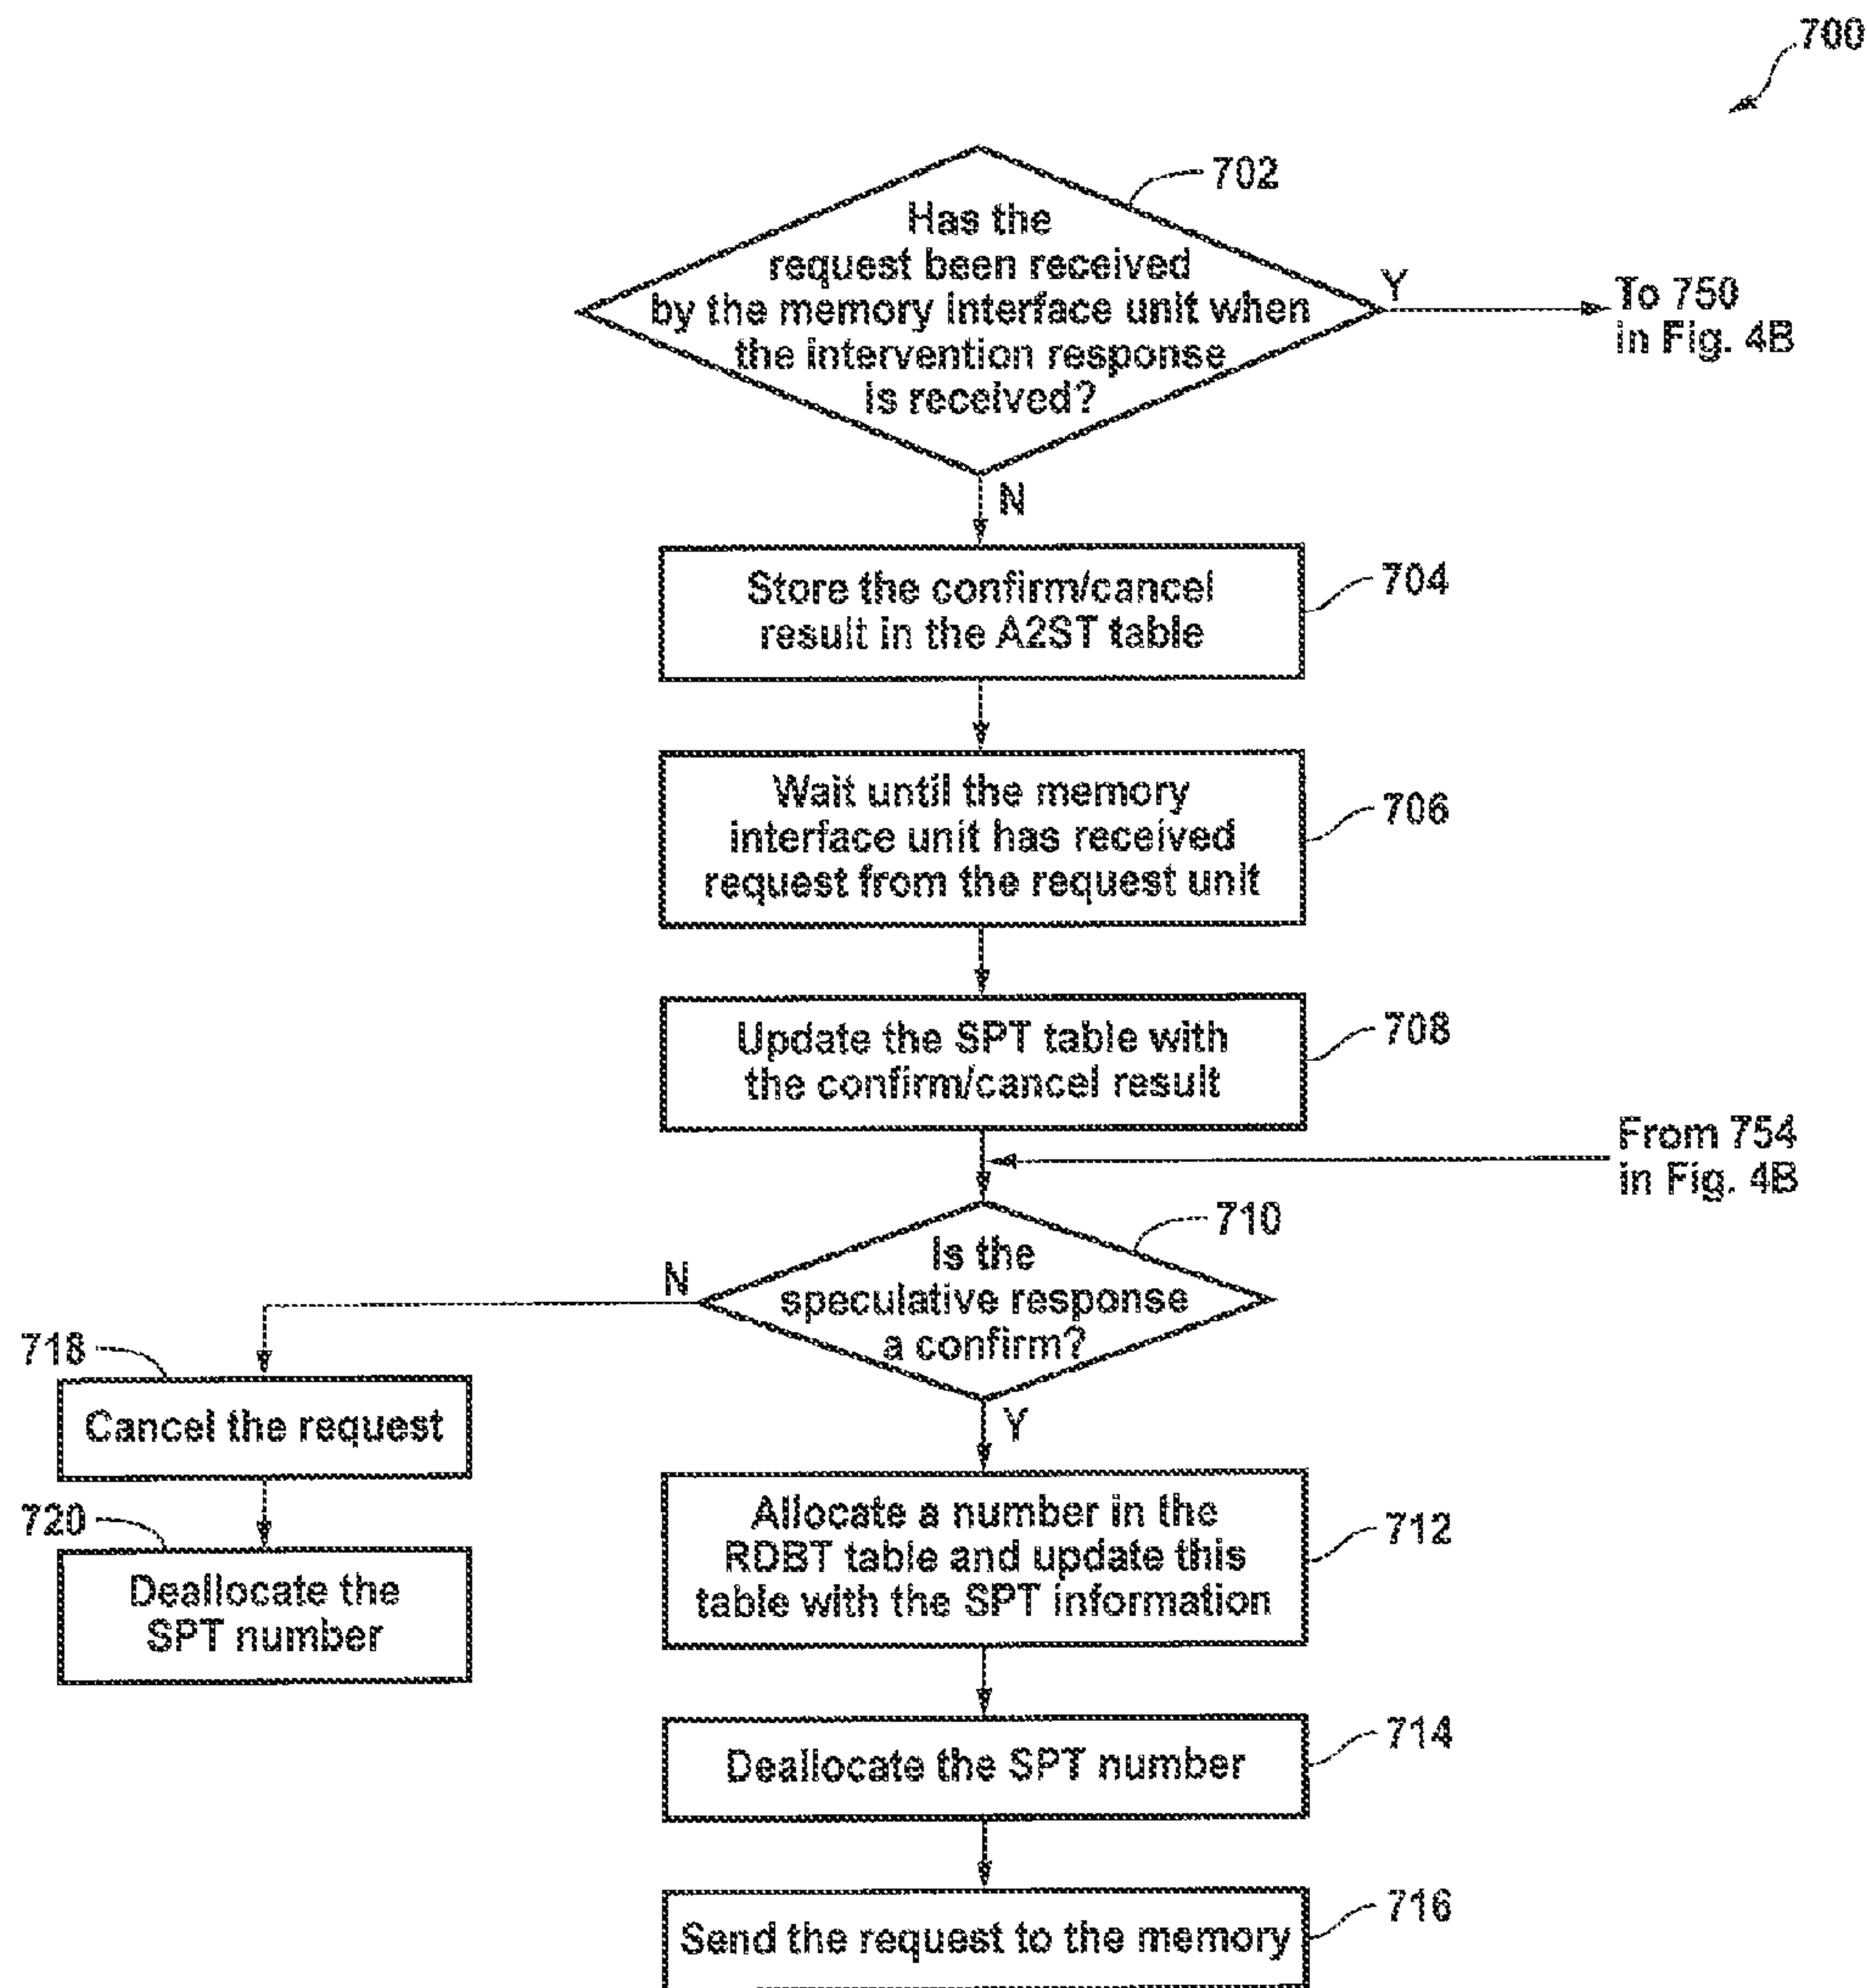 700
702
Has the
request been received
by the memory interface unit when
the intervention response
is received?
Y
To 750
in Fig. 4B
N
Store the confirm/cancel
result in the A2ST table
704
Wait until the memory
interface unit has received
request from the request unit
706
Update the SPT table with
the confirm/cancel result
708
From 754
in Fig. 4B
710
Is the
speculative response
a confirm?
N
718
Cancel the request
Y
720
Deallocate the
SPT number
Allocate a number in the
RDBT table and update this
table with the SPT information
712
Deallocate the SPT number
714
Send the request to the memory
716